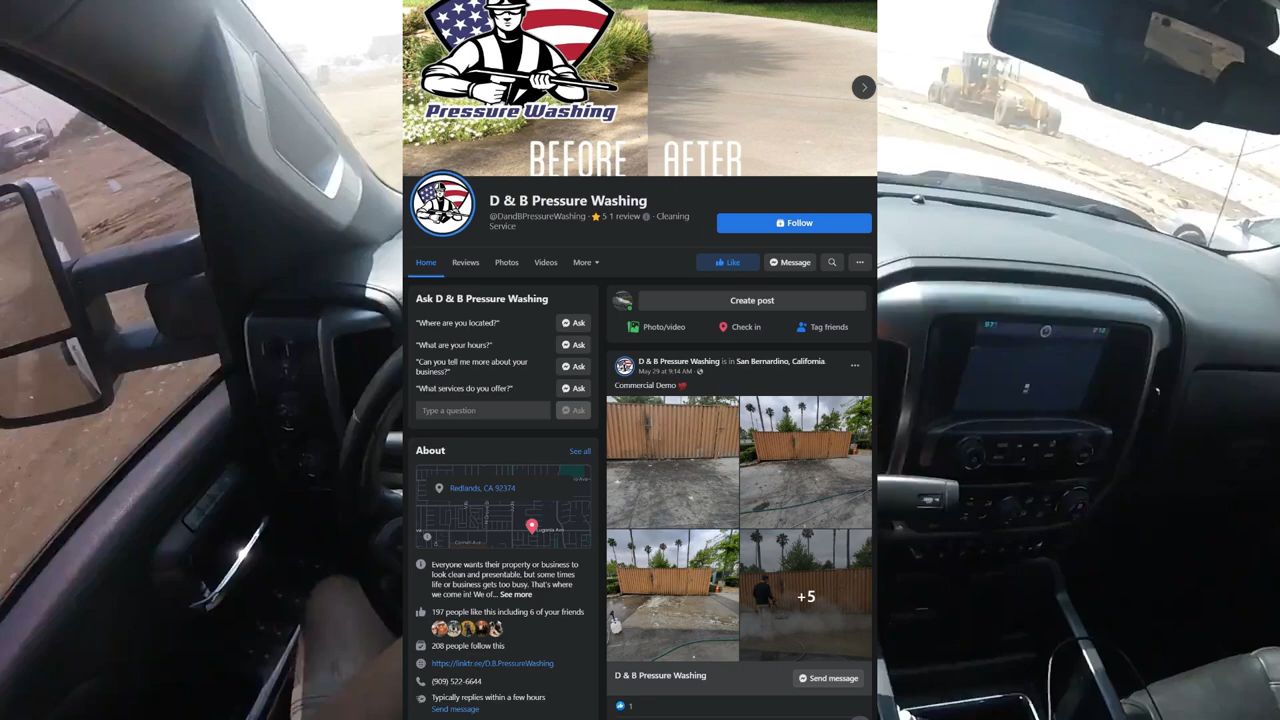 Pressure Washing
BEFORE AFTER
D & B Pressure Washing
@DandBPressureWashing · 5 1 review · Cleaning
Service
Follow
Home
Reviews
Photos
Videos
More
Like
Message
Ask D & B Pressure Washing
"Where are you located?"
Ask
"What are your hours?"
Ask
"Can you tell me more about your
business?"
Ask
"What services do you offer?"
Ask
Type a question
Ask
About
See all
Redlands, CA 92374
Everyone wants their property or business to
look clean and presentable, but some times
life or business gets too busy. That's where
we come in! We of... See more
197 people like this including 6 of your friends
208 people follow this
https://linktr.ee/D.B.PressureWashing
(909) 522-6644
Typically replies within a few hours
Send message
Create post
Photo/video
Check in
Tag friends
D & B Pressure Washing is in San Bernardino, California.
May 29 at 9:14 AM ·
Commercial Demo
+5
D & B Pressure Washing
Send message
1